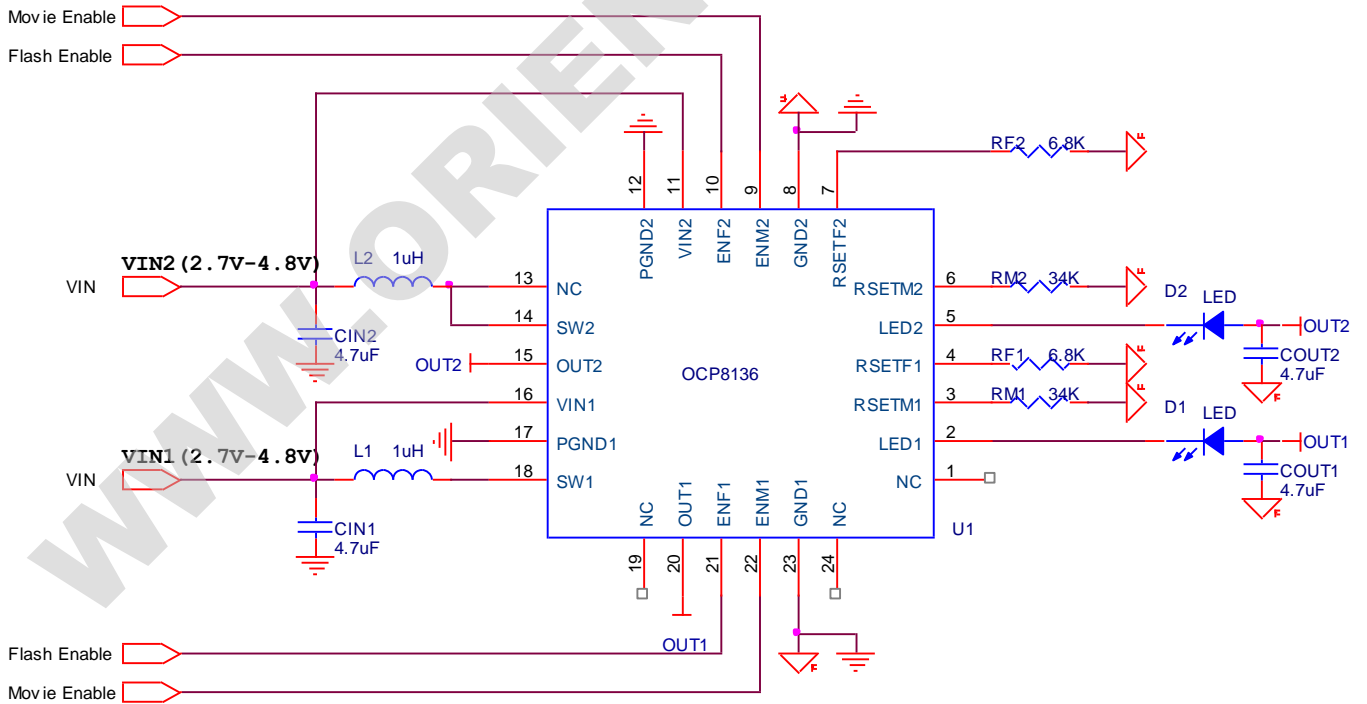 Movie Enable
Flash Enable
12
11
10
9
8
7
PGND2
VIN2
ENF2
ENM2
GND2
RSETF2
RF2 6.8K
F
F
VIN2(2.7V-4.8V)
VIN
L2 1uH
CIN2
4.7uF
13 NC
14 SW2
OUT2 15 OUT2
16 VIN1
17 PGND1
18 SW1
OCP8136
RSETM2 6 RM2 34K F
LED2 5
D2 LED
OUT2
COUT2
4.7uF
F
RSETF1 4 RF1 6.8K F
RSETM1 3 RM1 34K F
LED1 2
D1 LED
OUT1
COUT1
4.7uF
F
NC 1
U1
VIN1(2.7V-4.8V)
VIN
L1 1uH
CIN1
4.7uF
NC
OUT1
ENF1
ENM1
GND1
NC
19
20
21
22
23
24
OUT1
F
Flash Enable
Movie Enable
WWW.ORIEN